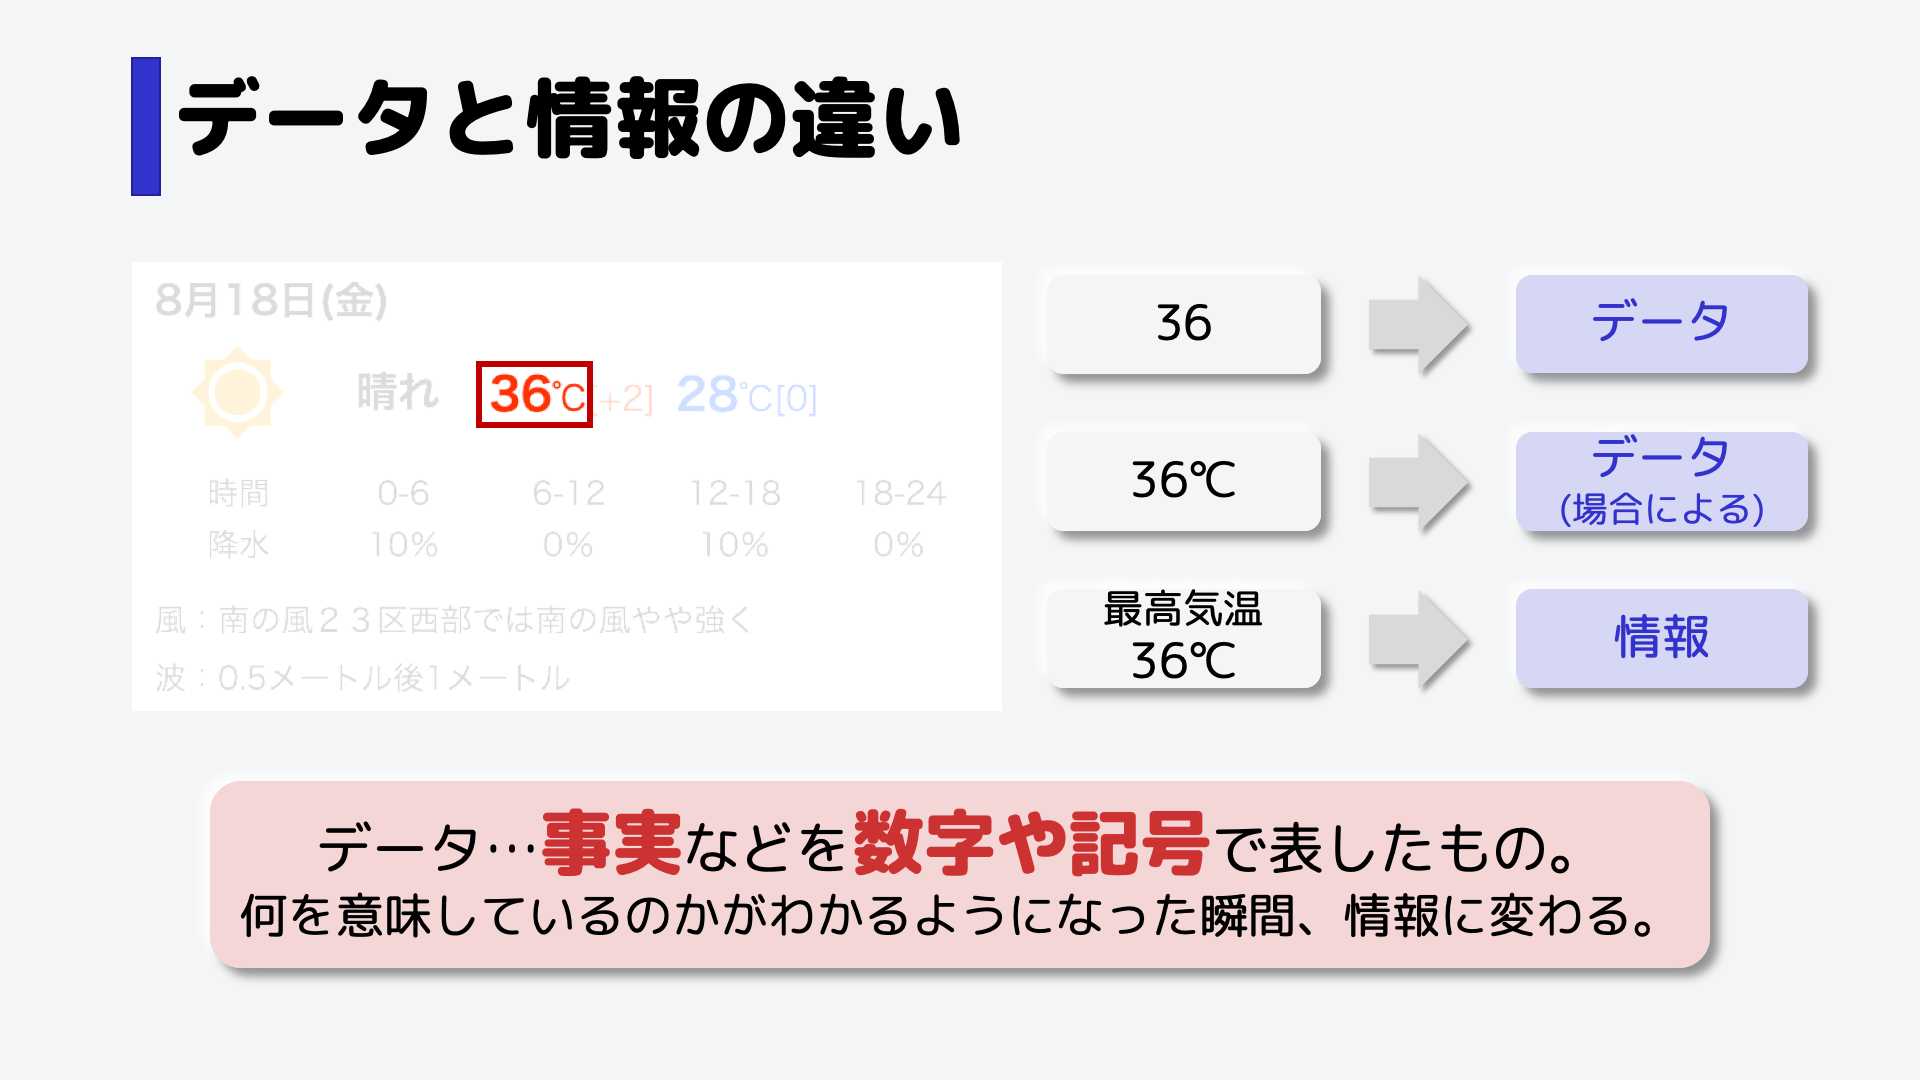 データと情報の違い
8月18日(金)
晴れ 36℃[+2] 28℃[0]
時間 0-6 6-12 12-18 18-24
降水 10% 0% 10% 0%
風：南の風２３区西部では南の風やや強く
波：0.5メートル後1メートル
36
データ
36℃
データ
(場合による)
最高気温
36℃
情報
データ…事実などを数字や記号で表したもの。
何を意味しているのかがわかるようになった瞬間、情報に変わる。